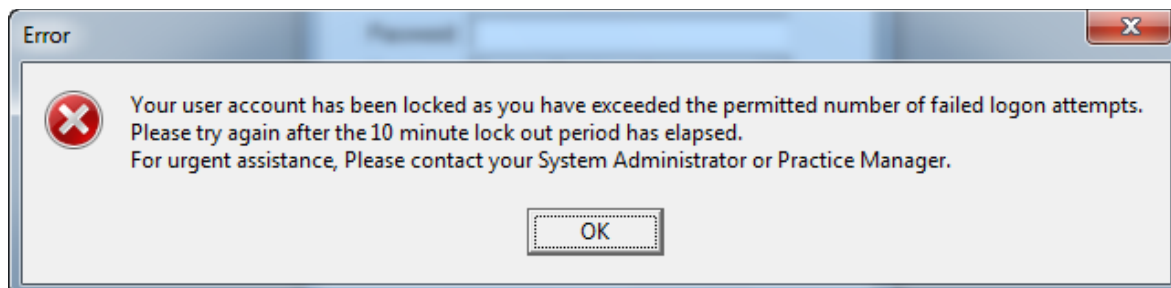 Error
Password
Your user account has been locked as you have exceeded the permitted number of failed logon attempts.
Please try again after the 10 minute lock out period has elapsed.
For urgent assistance, Please contact your System Administrator or Practice Manager.
OK